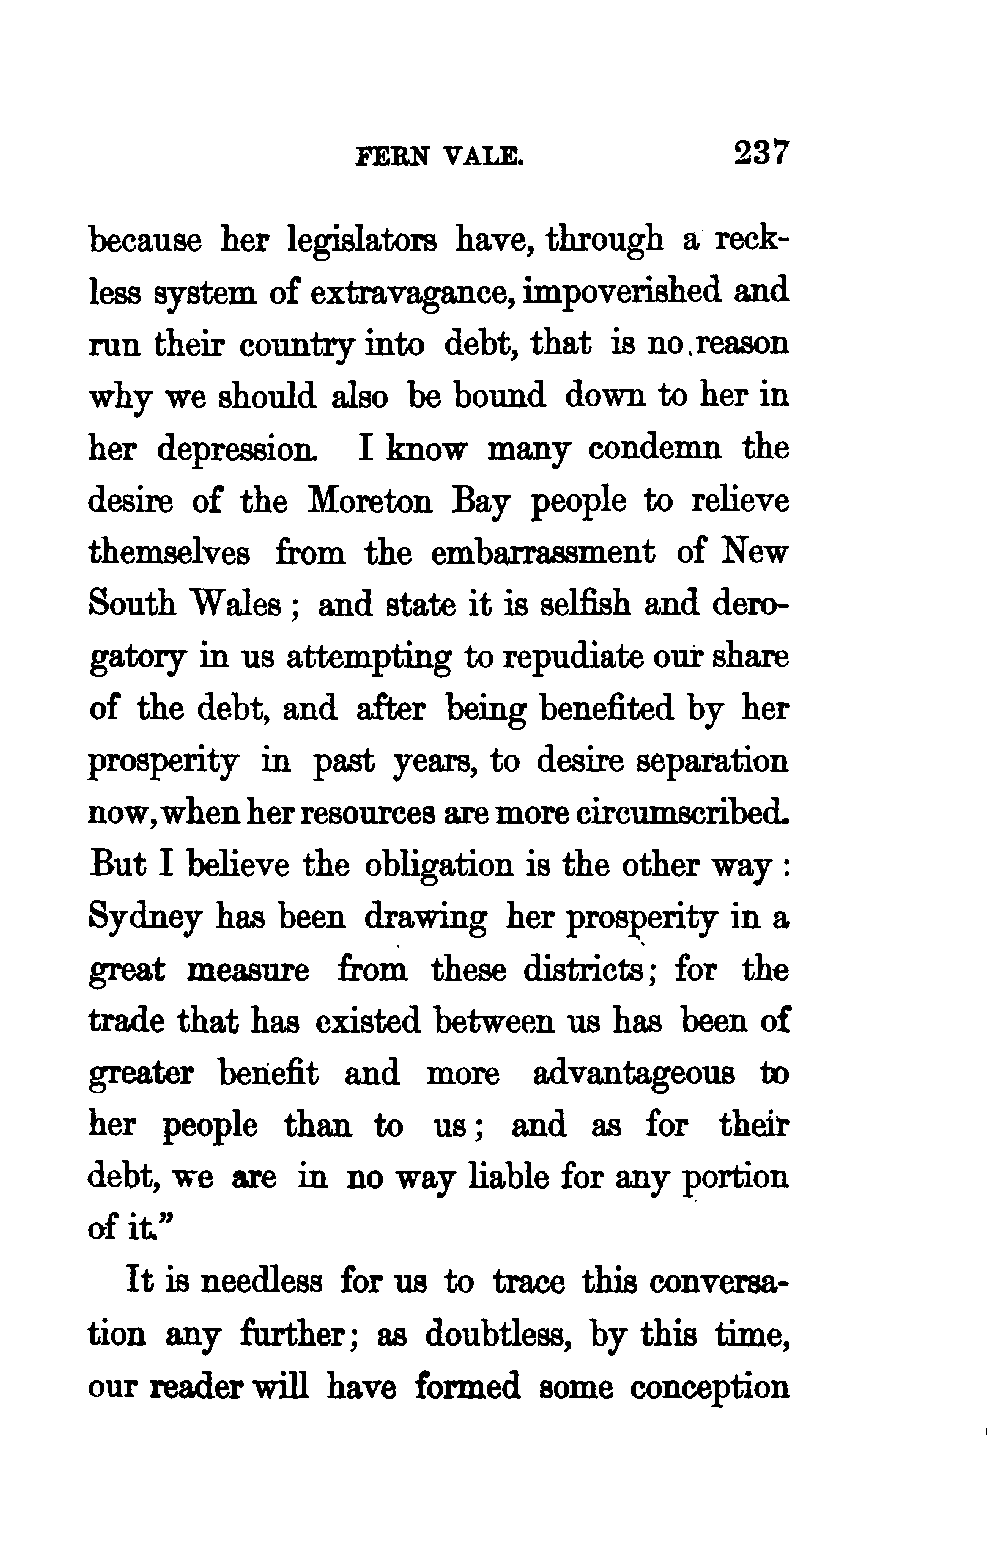 FERN VALE. 237
because her legislators have, through a reck-
less system of extravagance, impoverished and
run their country into debt, that is no reason
why we should also be bound down to her in
her depression. I know many condemn the
desire of the Moreton Bay people to relieve
themselves from the embarrassment of New
South Wales ; and state it is selfish and dero-
gatory in us attempting to repudiate our share
of the debt, and after being benefited by her
prosperity in past years, to desire separation
now, when her resources are more circumscribed.
But I believe the obligation is the other way :
Sydney has been drawing her prosperity in a
great measure from these districts; for the
trade that has existed between us has been of
greater benefit and more advantageous to
her people than to us; and as for their
debt, we are in no way liable for any portion
of it."
It is needless for us to trace this conversa-
tion any further; as doubtless, by this time,
our reader will have formed some conception